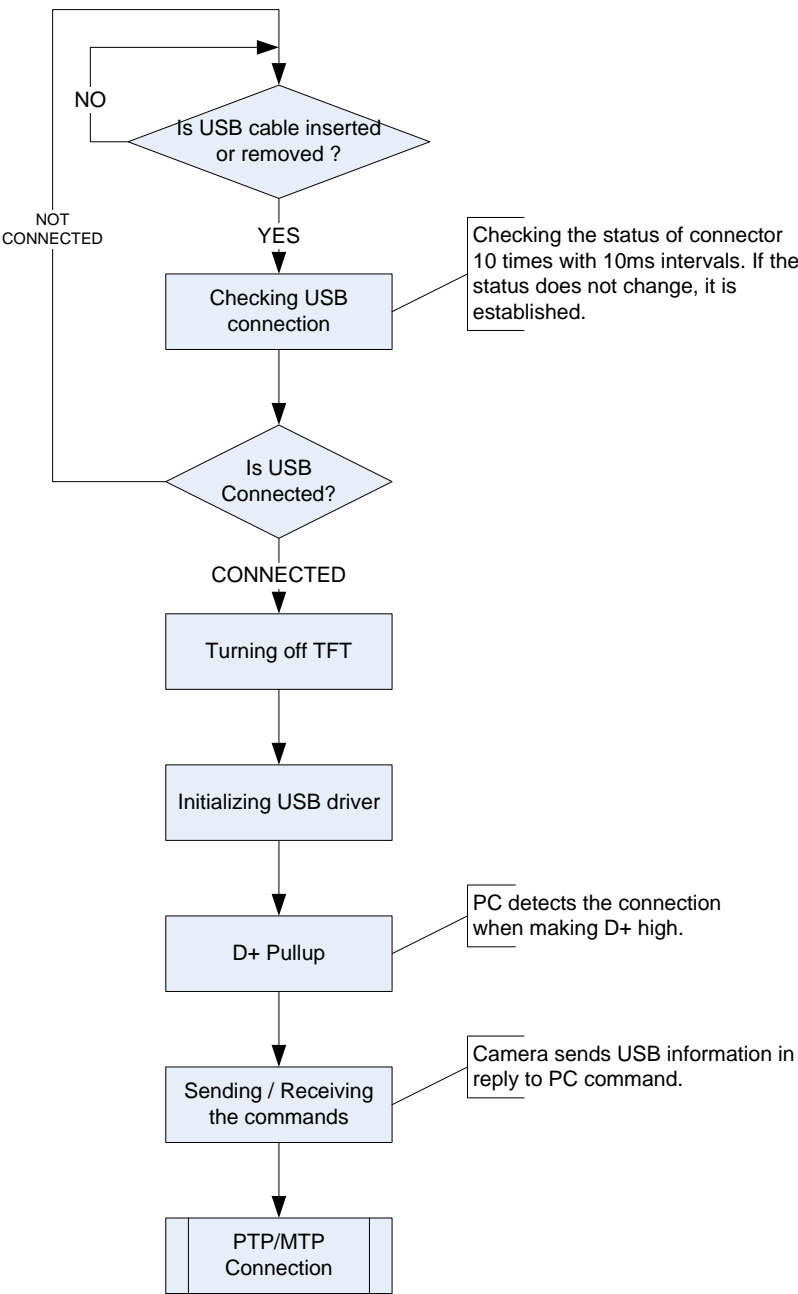 NO
Is USB cable inserted
or removed ?
NOT
CONNECTED
YES
Checking the status of connector
10 times with 10ms intervals. If the
status does not change, it is
established.
Checking USB
connection
Is USB
Connected?
CONNECTED
Turning off TFT
Initializing USB driver
PC detects the connection
when making D+ high.
D+ Pullup
Camera sends USB information in
reply to PC command.
Sending / Receiving
the commands
PTP/MTP
Connection